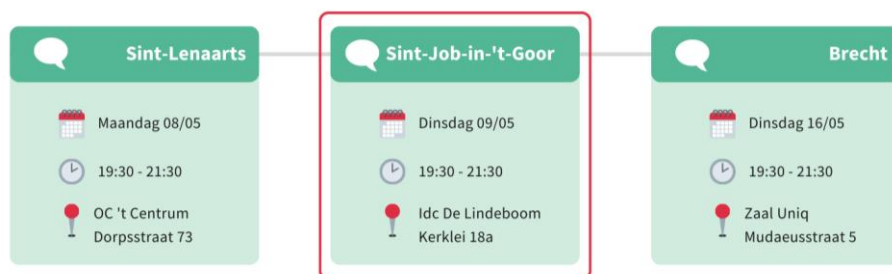 Sint-Lenaarts
Maandag 08/05
19:30 - 21:30
OC 't Centrum
Dorpsstraat 73
Sint-Job-in-'t-Goor
Dinsdag 09/05
19:30 - 21:30
Idc De Lindeboom
Kerklei 18a
Brecht
Dinsdag 16/05
19:30 - 21:30
Zaal Uniq
Mudaeusstraat 5